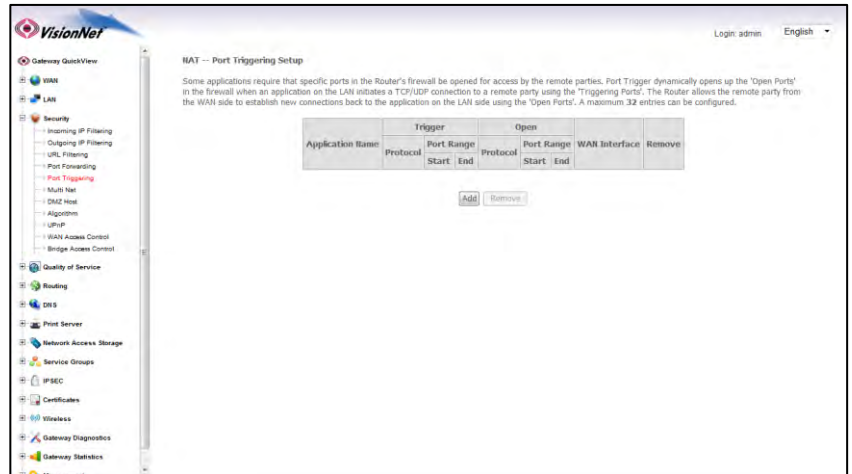 VisionNet
Login: admin English
Gateway QuickView
WAN
LAN
Security
Incoming IP Filtering
Outgoing IP Filtering
URL Filtering
Port Forwarding
Port Triggering
Multi Nat
DMZ Host
Algorithm
UPnP
WAN Access Control
Bridge Access Control
Quality of Service
Routing
DNS
Print Server
Network Access Storage
Service Groups
IPSEC
Certificates
Wireless
Gateway Diagnostics
Gateway Statistics
NAT -- Port Triggering Setup
Some applications require that specific ports in the Router's firewall be opened for access by the remote parties. Port Trigger dynamically opens up the 'Open Ports'
in the firewall when an application on the LAN initiates a TCP/UDP connection to a remote party using the 'Triggering Ports'. The Router allows the remote party from
the WAN side to establish new connections back to the application on the LAN side using the 'Open Ports'. A maximum 32 entries can be configured.
Trigger Open
Application Name Protocol Port Range Protocol Port Range WAN Interface Remove
Start End Start End
Add Remove